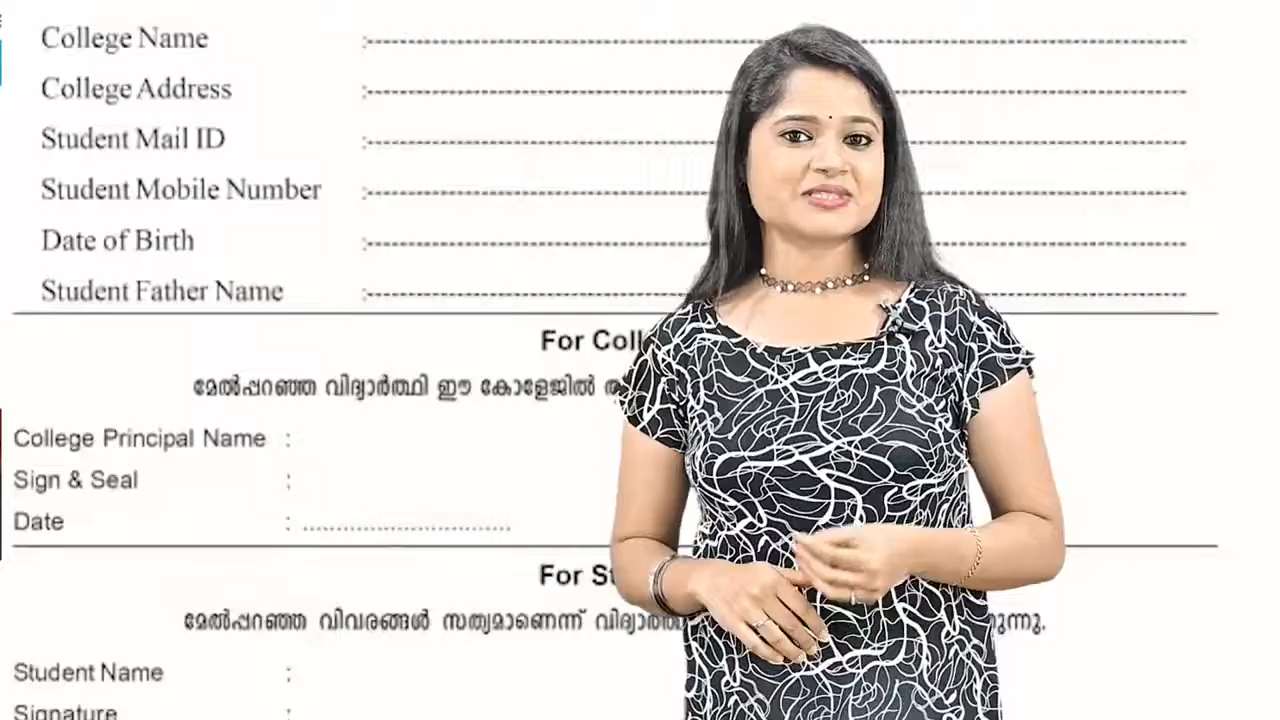 College Name :
College Address :
Student Mail ID :
Student Mobile Number :
Date of Birth :
Student Father Name :
For Coll
മേൽപ്പറഞ്ഞ വിദ്യാർത്ഥി ഈ കോളേജിൽ
College Principal Name :
Sign & Seal :
Date : ..............................
For St
മേൽപ്പറഞ്ഞ വിവരങ്ങൾ സത്യമാണെന്ന്
Student Name :
Signature :